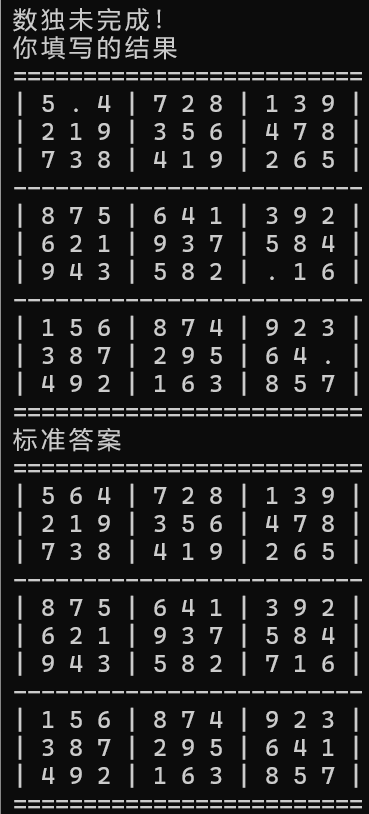 数独未完成!
你填写的结果
=========================
| 5 . 4 | 7 2 8 | 1 3 9 |
| 2 1 9 | 3 5 6 | 4 7 8 |
| 7 3 8 | 4 1 9 | 2 6 5 |
-------------------------
| 8 7 5 | 6 4 1 | 3 9 2 |
| 6 2 1 | 9 3 7 | 5 8 4 |
| 9 4 3 | 5 8 2 | . 1 6 |
-------------------------
| 1 5 6 | 8 7 4 | 9 2 3 |
| 3 8 7 | 2 9 5 | 6 4 . |
| 4 9 2 | 1 6 3 | 8 5 7 |
=========================
标准答案
=========================
| 5 6 4 | 7 2 8 | 1 3 9 |
| 2 1 9 | 3 5 6 | 4 7 8 |
| 7 3 8 | 4 1 9 | 2 6 5 |
-------------------------
| 8 7 5 | 6 4 1 | 3 9 2 |
| 6 2 1 | 9 3 7 | 5 8 4 |
| 9 4 3 | 5 8 2 | 7 1 6 |
-------------------------
| 1 5 6 | 8 7 4 | 9 2 3 |
| 3 8 7 | 2 9 5 | 6 4 1 |
| 4 9 2 | 1 6 3 | 8 5 7 |
=========================